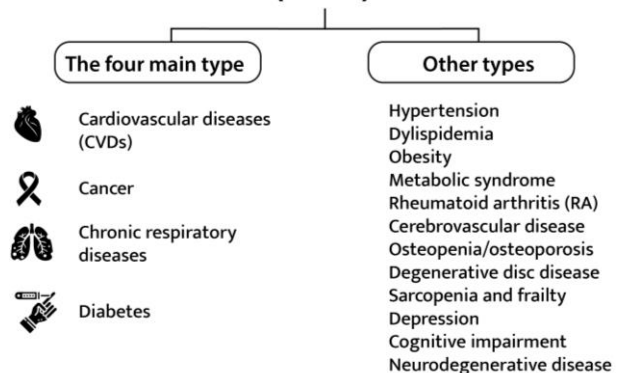 The four main type
Cardiovascular diseases
(CVDs)
Cancer
Chronic respiratory
diseases
Diabetes
Other types
Hypertension
Dylispidemia
Obesity
Metabolic syndrome
Rheumatoid arthritis (RA)
Cerebrovascular disease
Osteopenia/osteoporosis
Degenerative disc disease
Sarcopenia and frailty
Depression
Cognitive impairment
Neurodegenerative disease